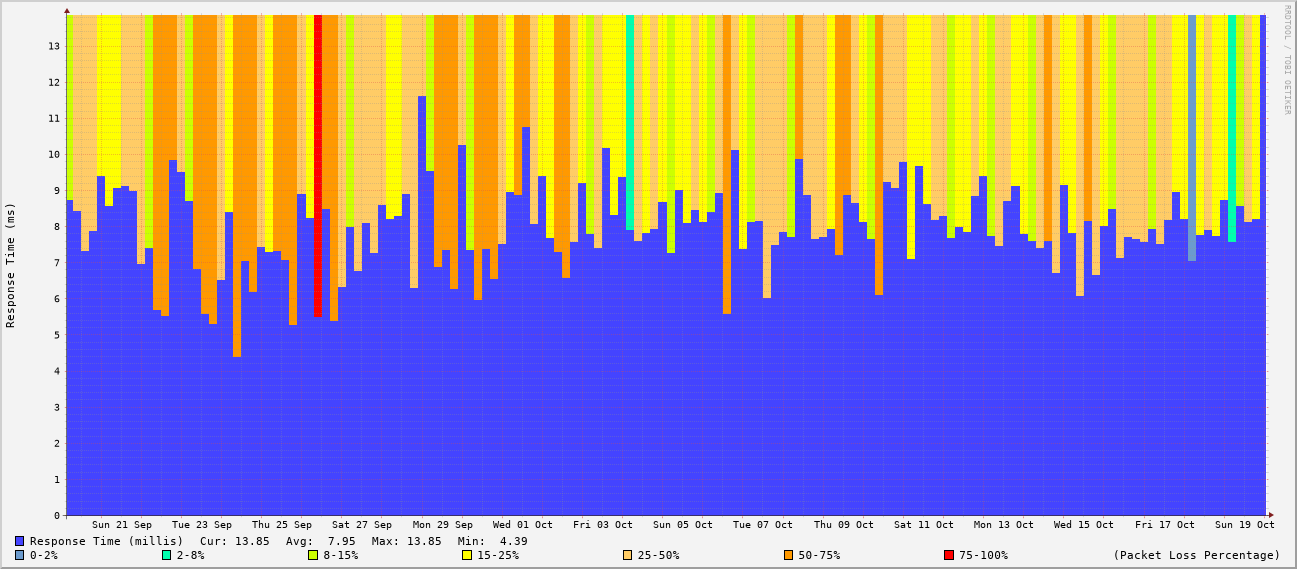 RRDTOOL / TOBI OETIKER
Response Time (ms)
13
12
11
10
9
8
7
6
5
4
3
2
1
0
Sun 21 Sep Tue 23 Sep Thu 25 Sep Sat 27 Sep Mon 29 Sep Wed 01 Oct Fri 03 Oct Sun 05 Oct Tue 07 Oct Thu 09 Oct Sat 11 Oct Mon 13 Oct Wed 15 Oct Fri 17 Oct Sun 19 Oct
Response Time (millis) Cur: 13.85 Avg: 7.95 Max: 13.85 Min: 4.39
0-2% 2-8% 8-15% 15-25% 25-50% 50-75% 75-100% (Packet Loss Percentage)